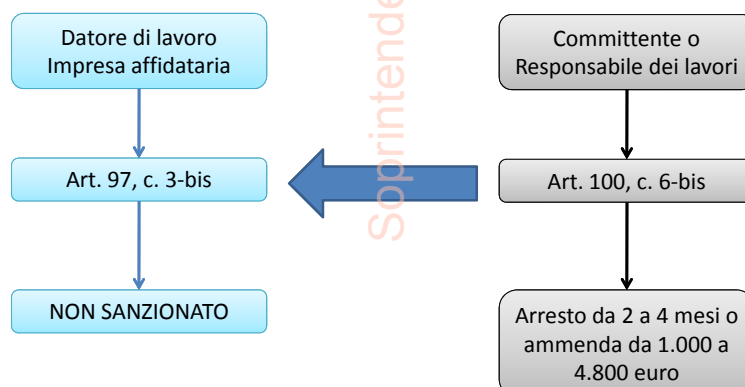 Datore di lavoro
Impresa affidataria
Committente o
Responsabile dei lavori
Soprintende
Art. 97, c. 3-bis
Art. 100, c. 6-bis
NON SANZIONATO
Arresto da 2 a 4 mesi o
ammenda da 1.000 a
4.800 euro